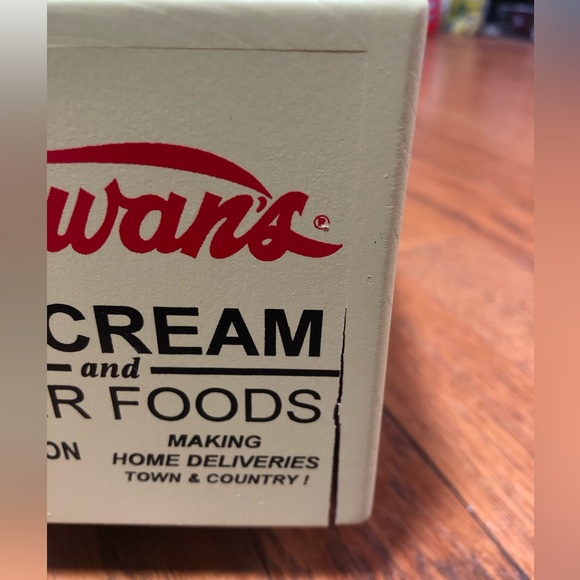 wan's®
CREAM
and
R FOODS
ON
MAKING
HOME DELIVERIES
TOWN & COUNTRY !